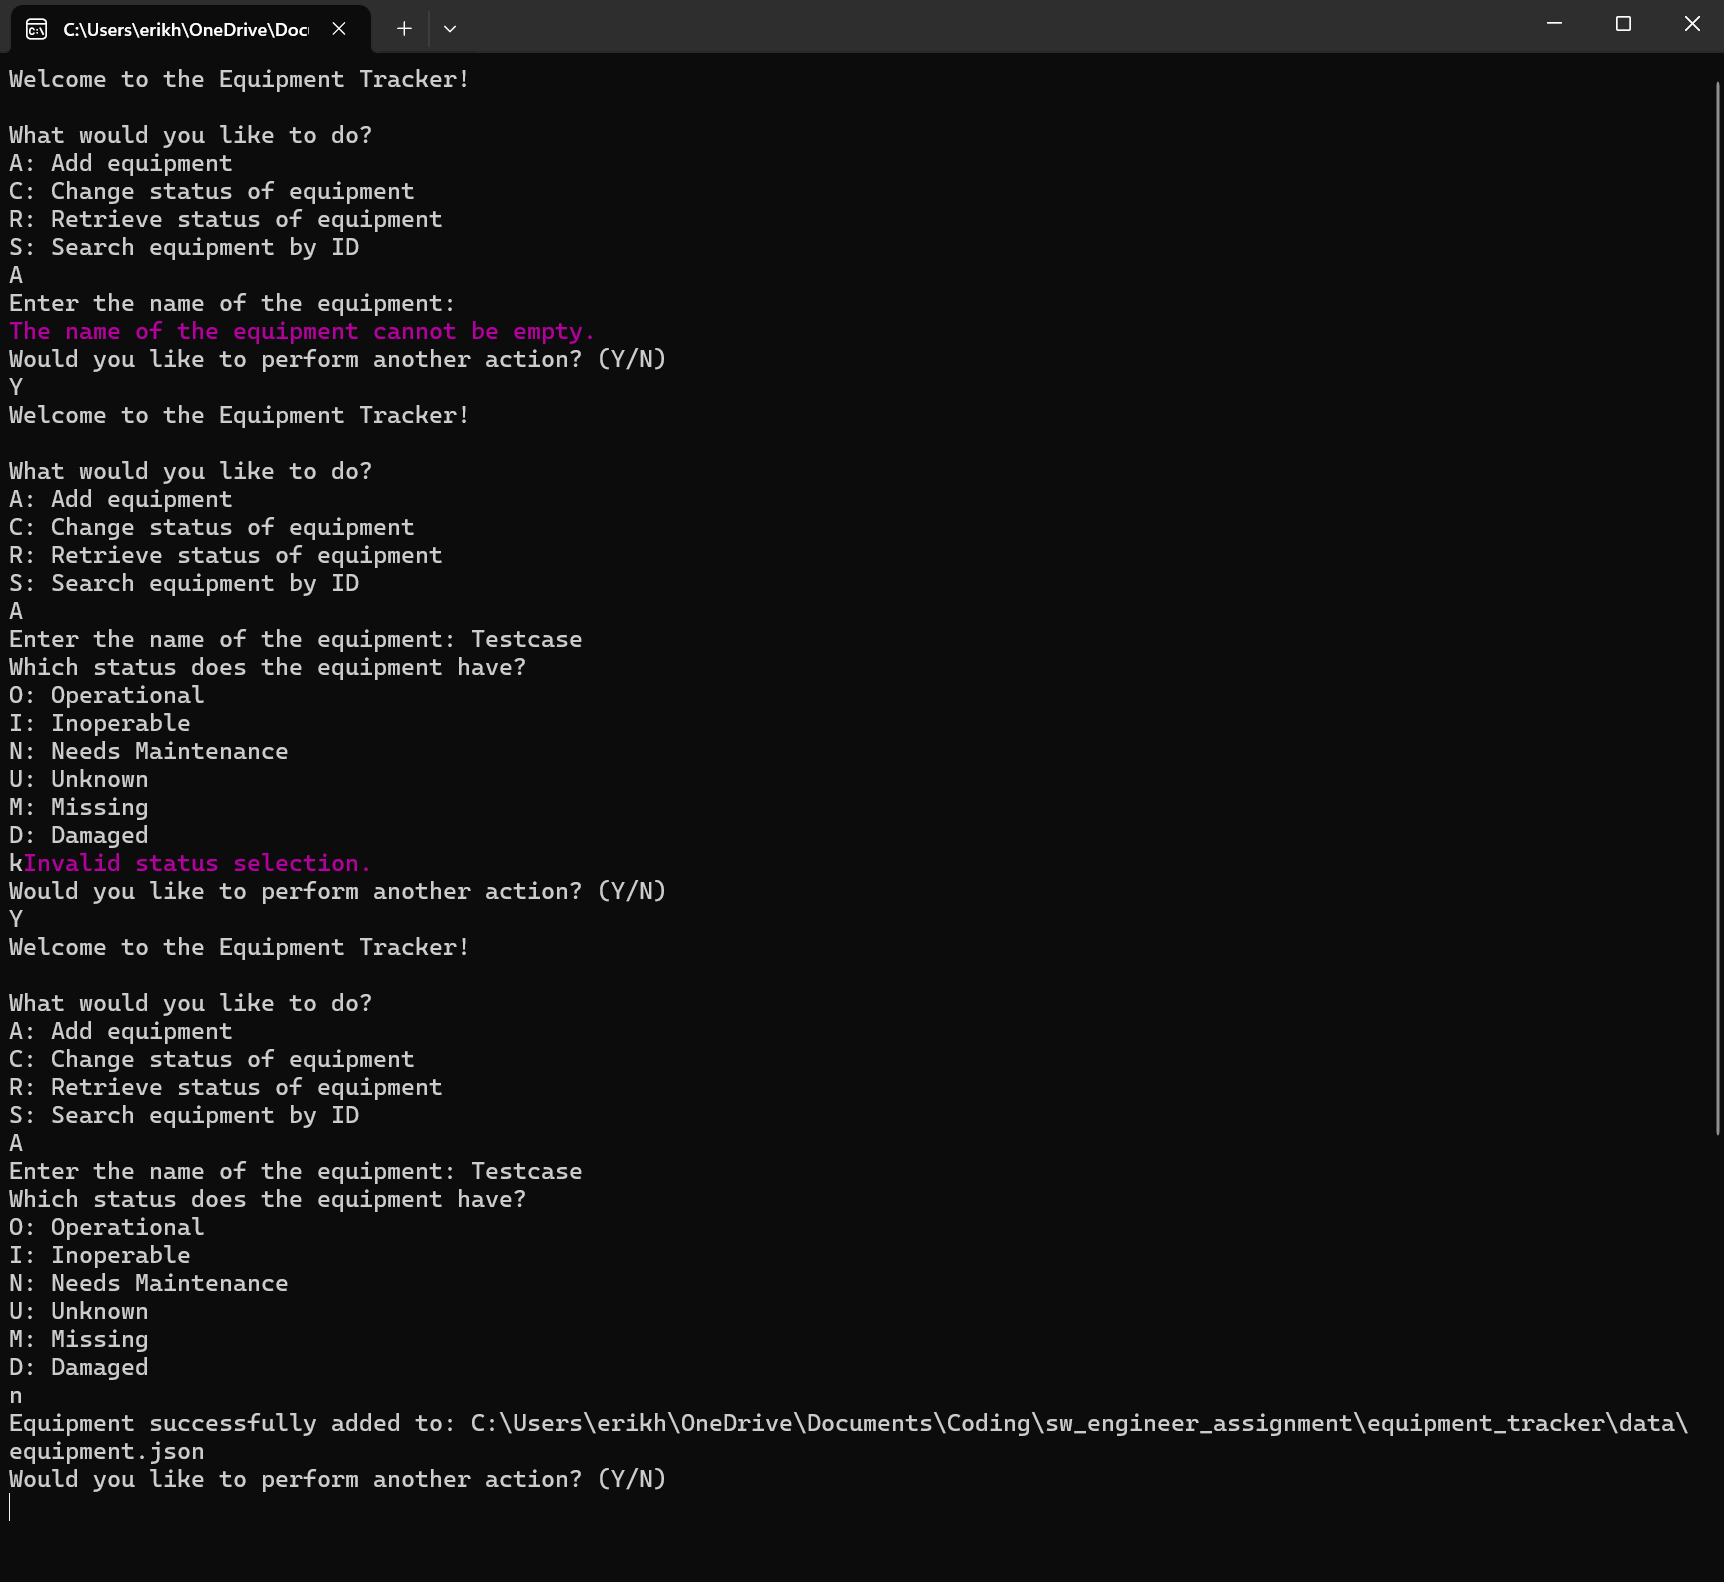 C:\Users\erikh\OneDrive\Doc
Welcome to the Equipment Tracker!
What would you like to do?
A: Add equipment
C: Change status of equipment
R: Retrieve status of equipment
S: Search equipment by ID
A
Enter the name of the equipment:
The name of the equipment cannot be empty.
Would you like to perform another action? (Y/N)
Y
Welcome to the Equipment Tracker!
What would you like to do?
A: Add equipment
C: Change status of equipment
R: Retrieve status of equipment
S: Search equipment by ID
A
Enter the name of the equipment: Testcase
Which status does the equipment have?
O: Operational
I: Inoperable
N: Needs Maintenance
U: Unknown
M: Missing
D: Damaged
kInvalid status selection.
Would you like to perform another action? (Y/N)
Y
Welcome to the Equipment Tracker!
What would you like to do?
A: Add equipment
C: Change status of equipment
R: Retrieve status of equipment
S: Search equipment by ID
A
Enter the name of the equipment: Testcase
Which status does the equipment have?
O: Operational
I: Inoperable
N: Needs Maintenance
U: Unknown
M: Missing
D: Damaged
n
Equipment successfully added to: C:\Users\erikh\OneDrive\Documents\Coding\sw_engineer_assignment\equipment_tracker\data\
equipment.json
Would you like to perform another action? (Y/N)